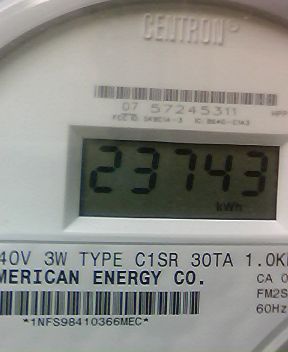 CENTRON®
07 57245311
23743
kWh
40V 3W TYPE C1SR 30TA 1.0K
MERICAN ENERGY CO.
CA 0
FM2S
60Hz
*1NFS98410366MEC*